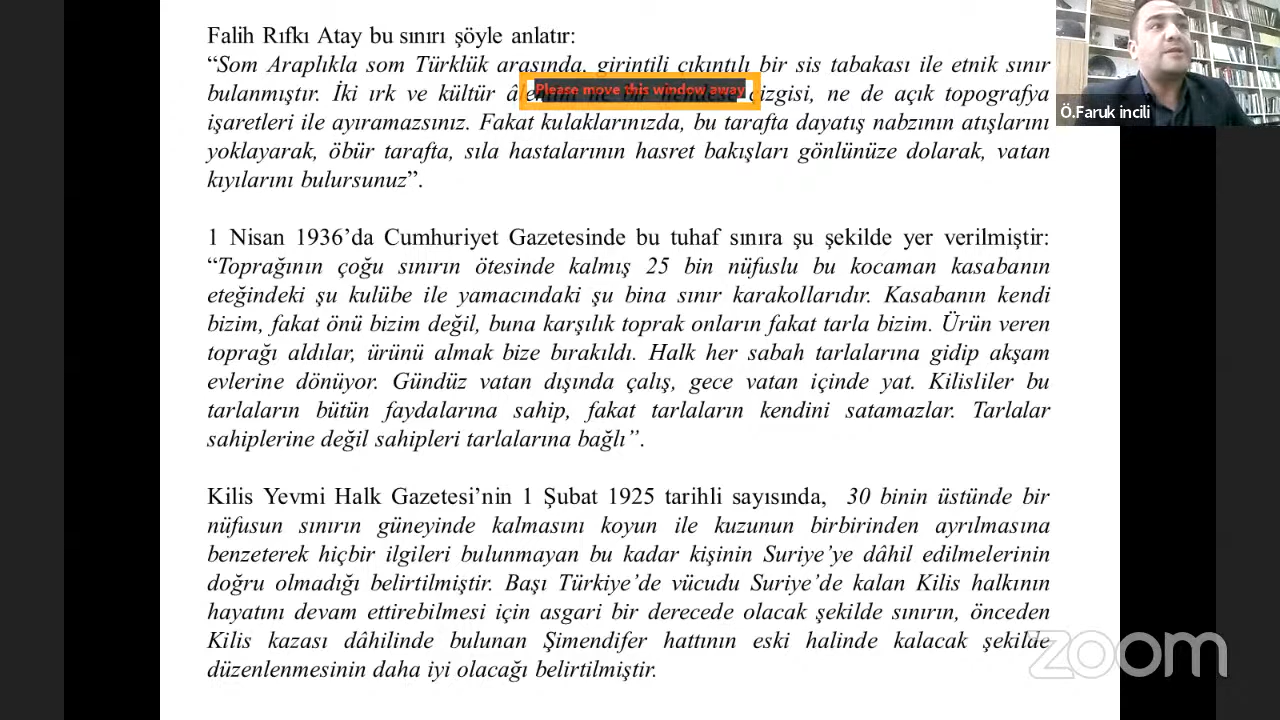 Falih Rıfkı Atay bu sınırı şöyle anlatır:
“Som Araplıkla som Türklük arasında, girintili çıkıntılı bir sis tabakası ile etnik sınır
bulanmıştır. İki ırk ve kültür çizgisi, ne de açık topografya
Please move this window away
işaretleri ile ayıramazsınız. Fakat kulaklarınızda, bu tarafta dayatış nabzının atışlarını
yoklayarak, öbür tarafta, sıla hastalarının hasret bakışları gönlünüze dolarak, vatan
kıyılarını bulursunuz”.
1 Nisan 1936’da Cumhuriyet Gazetesinde bu tuhaf sınıra şu şekilde yer verilmiştir:
“Toprağının çoğu sınırın ötesinde kalmış 25 bin nüfuslu bu kocaman kasabanın
eteğindeki şu kulübe ile yamacındaki şu bina sınır karakollarıdır. Kasabanın kendi
bizim, fakat önü bizim değil, buna karşılık toprak onların fakat tarla bizim. Ürün veren
toprağı aldılar, ürünü almak bize bırakıldı. Halk her sabah tarlalarına gidip akşam
evlerine dönüyor. Gündüz vatan dışında çalış, gece vatan içinde yat. Kilisliler bu
tarlaların bütün faydalarına sahip, fakat tarlaların kendini satamazlar. Tarlalar
sahiplerine değil sahipleri tarlalarına bağlı”.
Kilis Yevmi Halk Gazetesi’nin 1 Şubat 1925 tarihli sayısında, 30 binin üstünde bir
nüfusun sınırın güneyinde kalmasını koyun ile kuzunun birbirinden ayrılmasına
benzeterek hiçbir ilgileri bulunmayan bu kadar kişinin Suriye’ye dâhil edilmelerinin
doğru olmadığı belirtilmiştir. Başı Türkiye’de vücudu Suriye’de kalan Kilis halkının
hayatını devam ettirebilmesi için asgari bir derecede olacak şekilde sınırın, önceden
Kilis kazası dâhilinde bulunan Şimendifer hattının eski halinde kalacak şekilde
düzenlenmesinin daha iyi olacağı belirtilmiştir.
Ö.Faruk incili
zoom